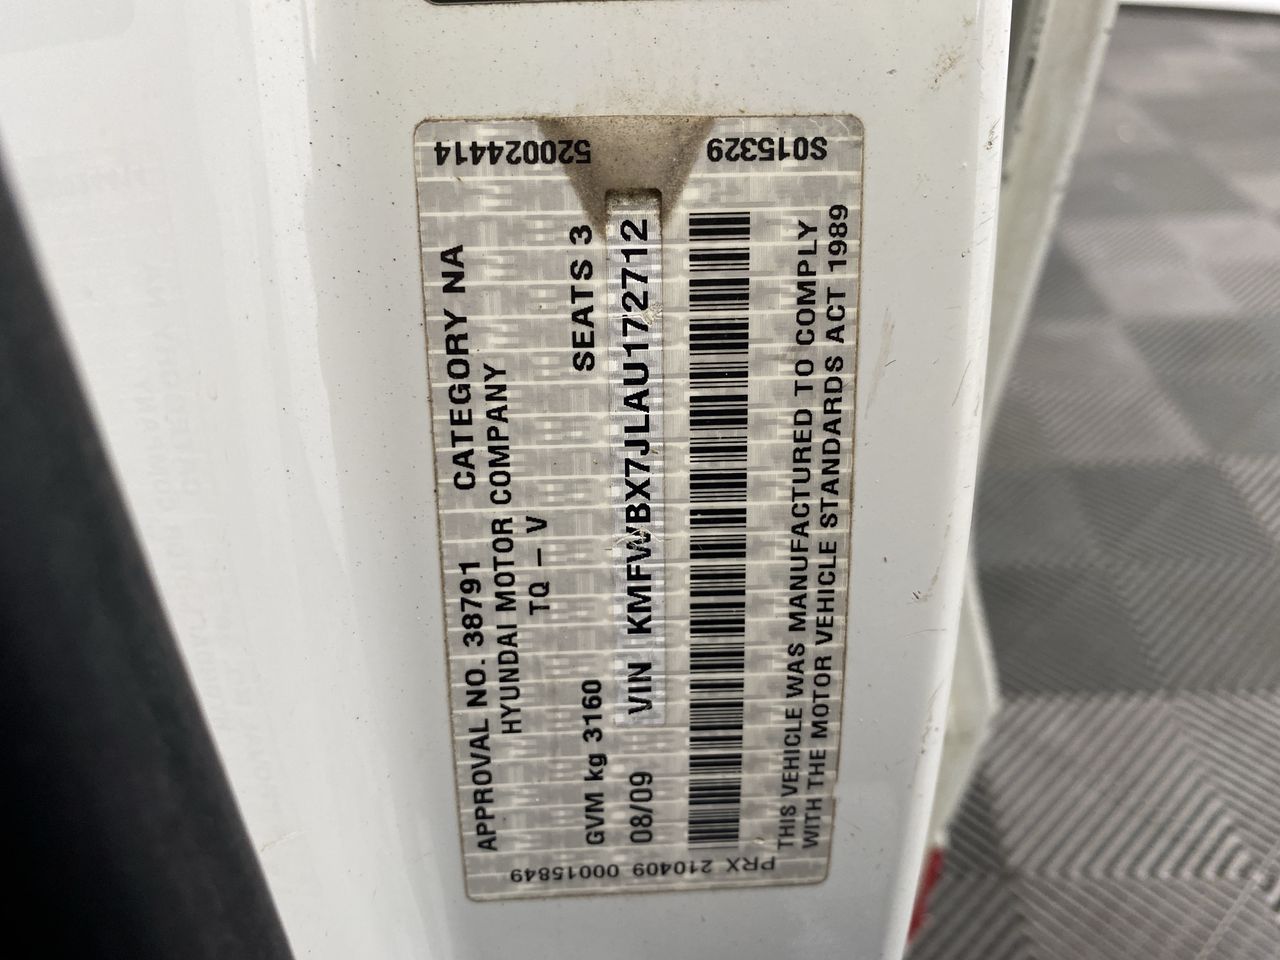 APPROVAL NO. 38791 CATEGORY NA
HYUNDAI MOTOR COMPANY
TQ – V
GVM kg 3160 SEATS 3
08/09 VIN KMFWBX7JLAU172712
THIS VEHICLE WAS MANUFACTURED TO COMPLY
WITH THE MOTOR VEHICLE STANDARDS ACT 1989
520024414
S015329
PRX 210409 00015849